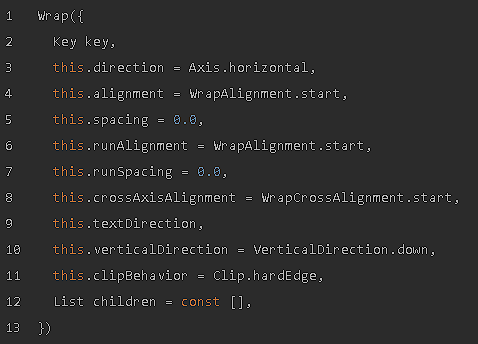 1 Wrap({
2 Key key,
3 this.direction = Axis.horizontal,
4 this.alignment = WrapAlignment.start,
5 this.spacing = 0.0,
6 this.runAlignment = WrapAlignment.start,
7 this.runSpacing = 0.0,
8 this.crossAxisAlignment = WrapCrossAlignment.start,
9 this.textDirection,
10 this.verticalDirection = VerticalDirection.down,
11 this.clipBehavior = Clip.hardEdge,
12 List children = const [],
13 })